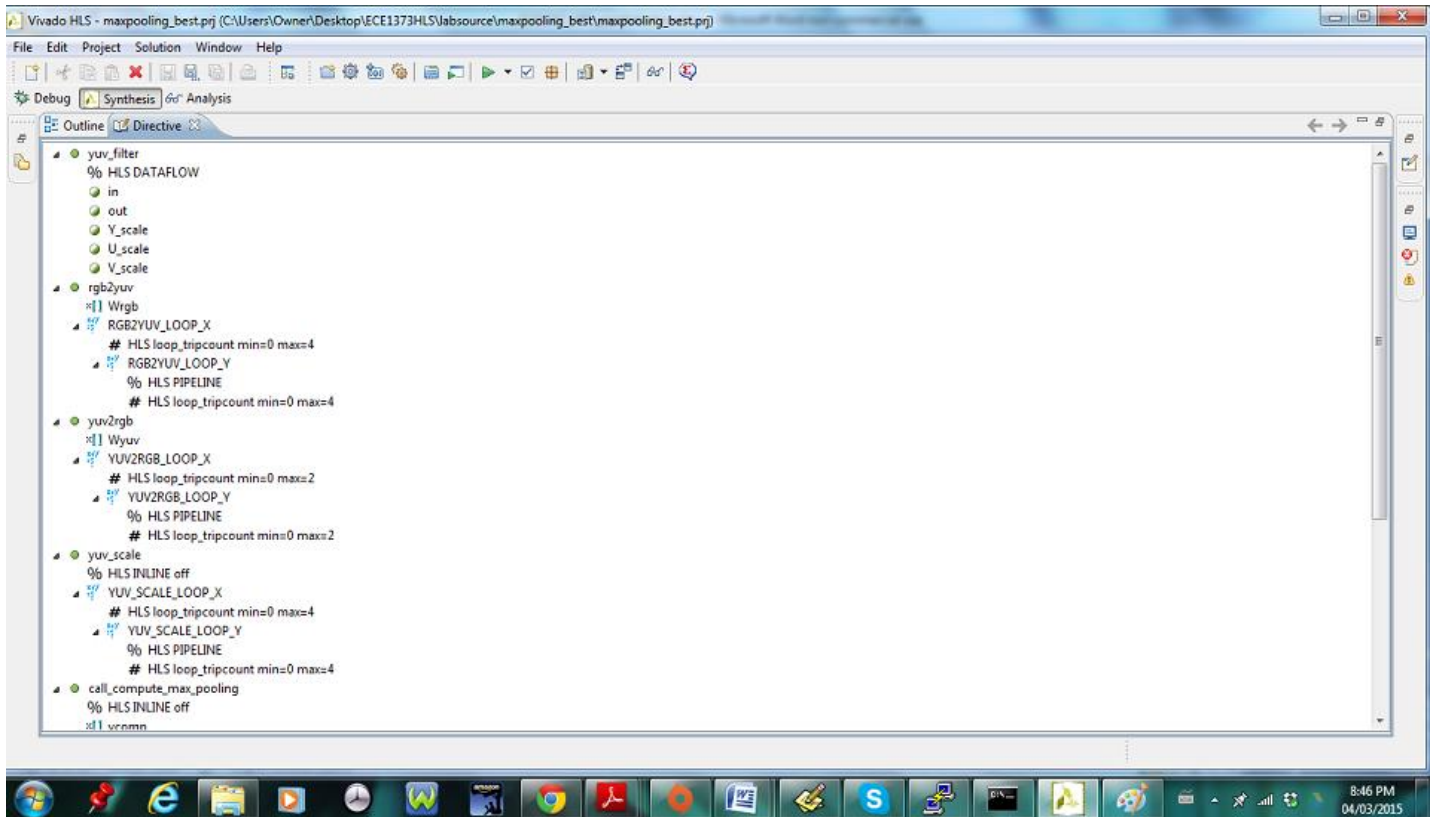 Vivado HLS - maxpooling_best.prj (C:\Users\Owner\Desktop\ECE1373HLS\labsource\maxpooling_best\maxpooling_best.prj)
File Edit Project Solution Window Help
Debug Synthesis Analysis
Outline Directive
yuv_filter
% HLS DATAFLOW
in
out
Y_scale
U_scale
V_scale
rgb2yuv
Wrgb
RGB2YUV_LOOP_X
# HLS loop_tripcount min=0 max=4
RGB2YUV_LOOP_Y
% HLS PIPELINE
# HLS loop_tripcount min=0 max=4
yuv2rgb
Wyuv
YUV2RGB_LOOP_X
# HLS loop_tripcount min=0 max=2
YUV2RGB_LOOP_Y
% HLS PIPELINE
# HLS loop_tripcount min=0 max=2
yuv_scale
% HLS INLINE off
YUV_SCALE_LOOP_X
# HLS loop_tripcount min=0 max=4
YUV_SCALE_LOOP_Y
% HLS PIPELINE
# HLS loop_tripcount min=0 max=4
call_compute_max_pooling
% HLS INLINE off
8:46 PM
04/03/2015